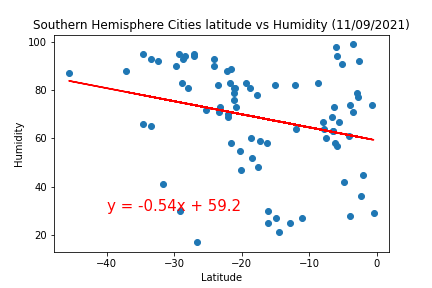 Southern Hemisphere Cities latitude vs Humidity (11/09/2021)
100
80
60
40
20
Humidity
y = -0.54x + 59.2
−40
−30
−20
−10
0
Latitude